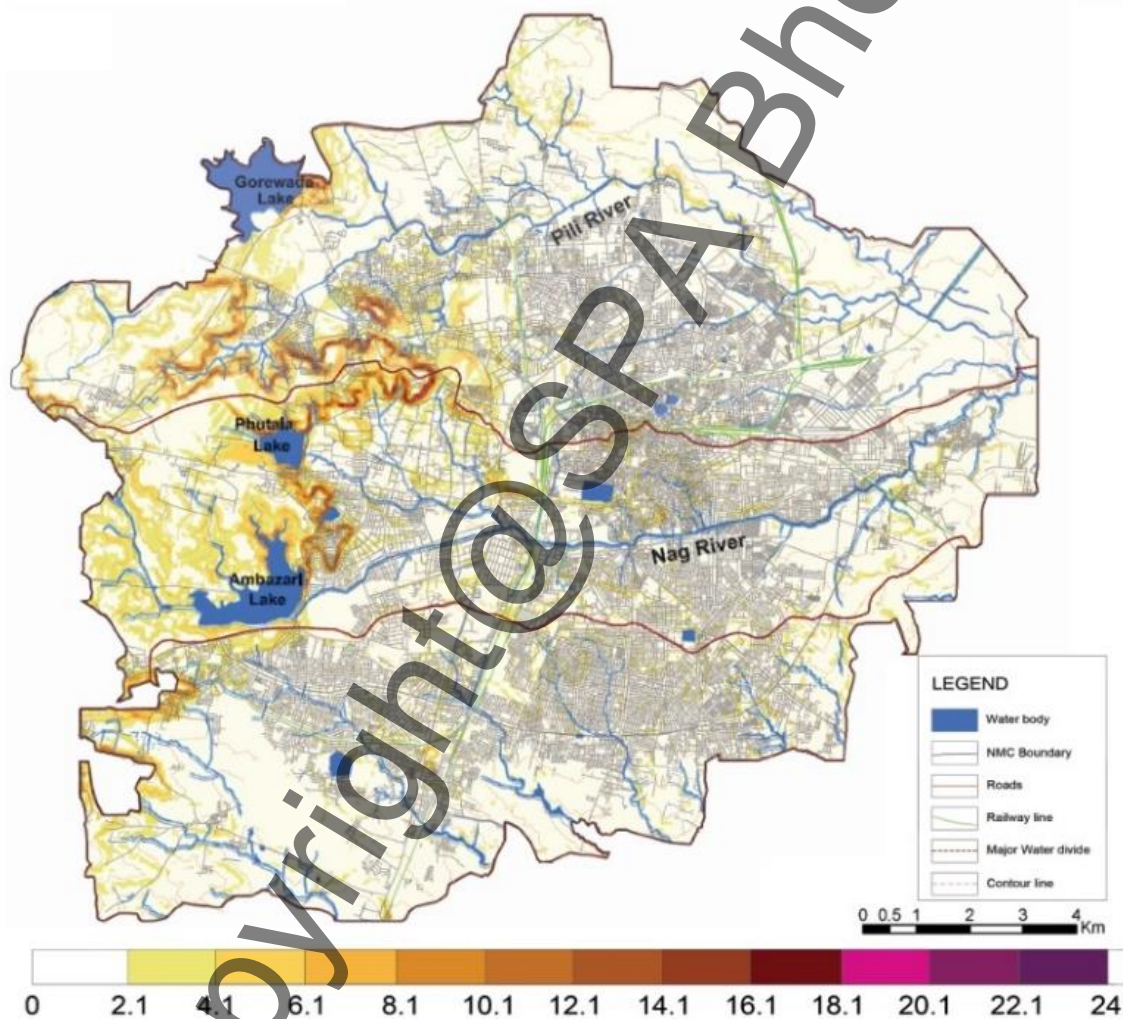 Copyright@SPA Bho
Gorewada
Lake
Pili River
Phutala
Lake
Nag River
Ambazari
Lake
LEGEND
Water body
NMC Boundary
Roads
Railway line
Major Water divide
Contour line
0 0.5 1 2 3 4
Km
0 2.1 4.1 6.1 8.1 10.1 12.1 14.1 16.1 18.1 20.1 22.1 24